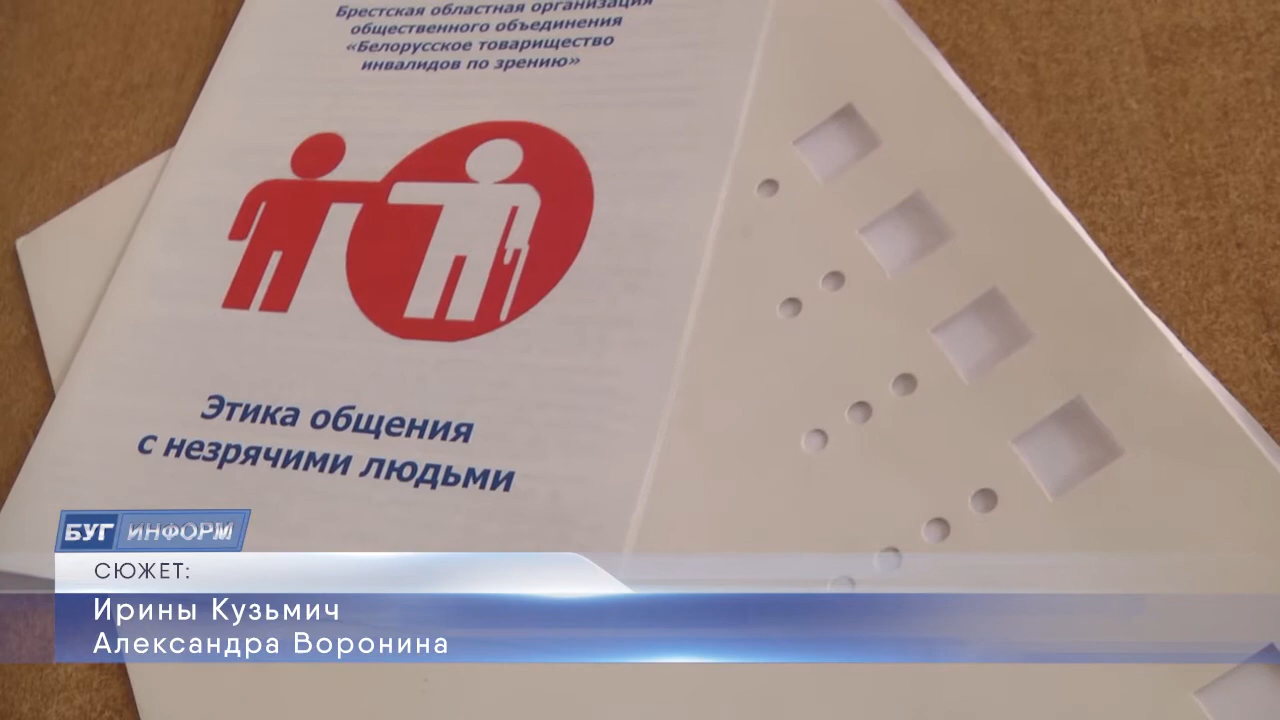 Брестская областная организация
общественного объединения
«Белорусское товарищество
инвалидов по зрению»
Этика общения
с незрячими людьми
БУГ ИНФОРМ
СЮЖЕТ:
Ирины Кузьмич
Александра Воронина